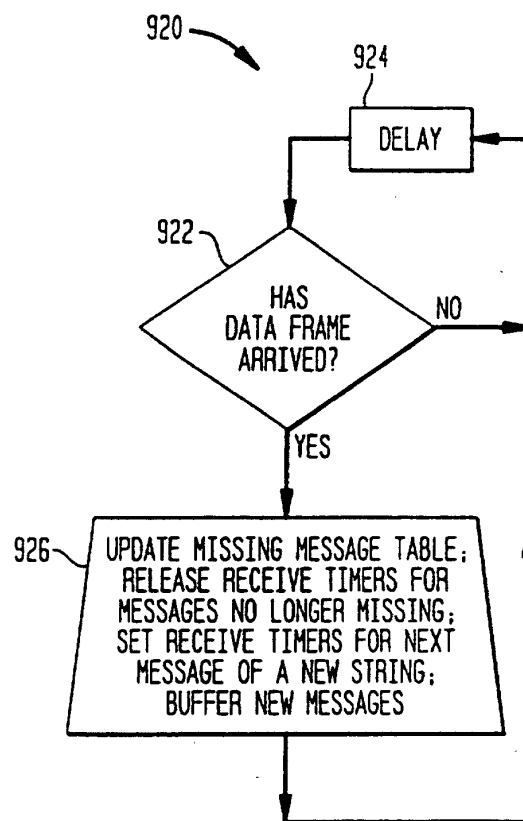 920
924
DELAY
922
HAS
DATA FRAME
ARRIVED?
NO
YES
926
UPDATE MISSING MESSAGE TABLE;
RELEASE RECEIVE TIMERS FOR
MESSAGES NO LONGER MISSING;
SET RECEIVE TIMERS FOR NEXT
MESSAGE OF A NEW STRING;
BUFFER NEW MESSAGES